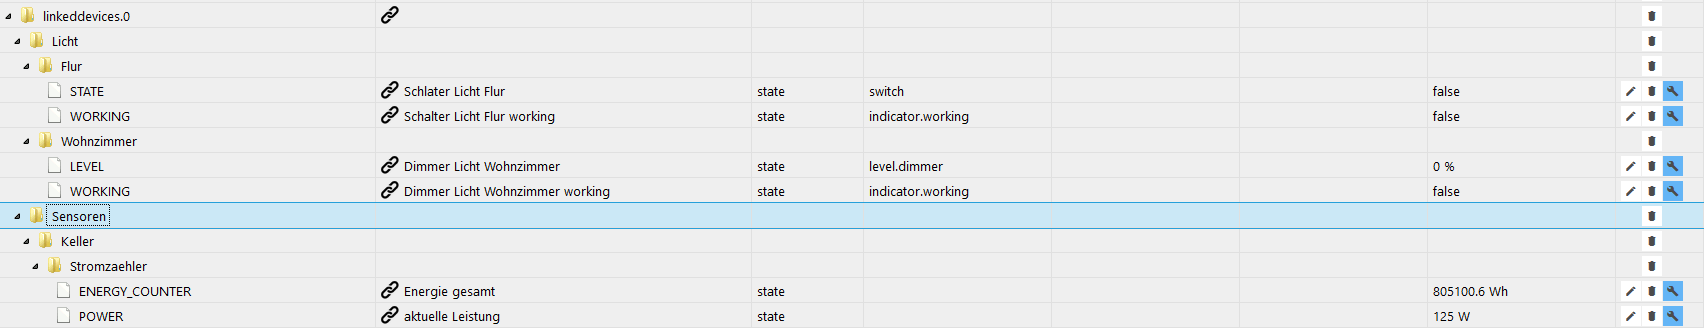 linkeddevices.0
Licht
Flur
STATE Schlater Licht Flur state switch false
WORKING Schalter Licht Flur working state indicator.working false
Wohnzimmer
LEVEL Dimmer Licht Wohnzimmer state level.dimmer 0 %
WORKING Dimmer Licht Wohnzimmer working state indicator.working false
Sensoren
Keller
Stromzaehler
ENERGY_COUNTER Energie gesamt state 805100.6 Wh
POWER aktuelle Leistung state 125 W